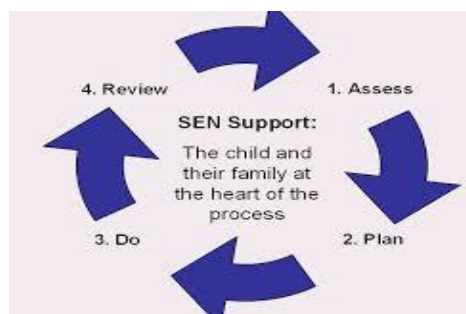 4. Review
1. Assess
SEN Support:
The child and
their family at
the heart of the
process
3. Do
2. Plan